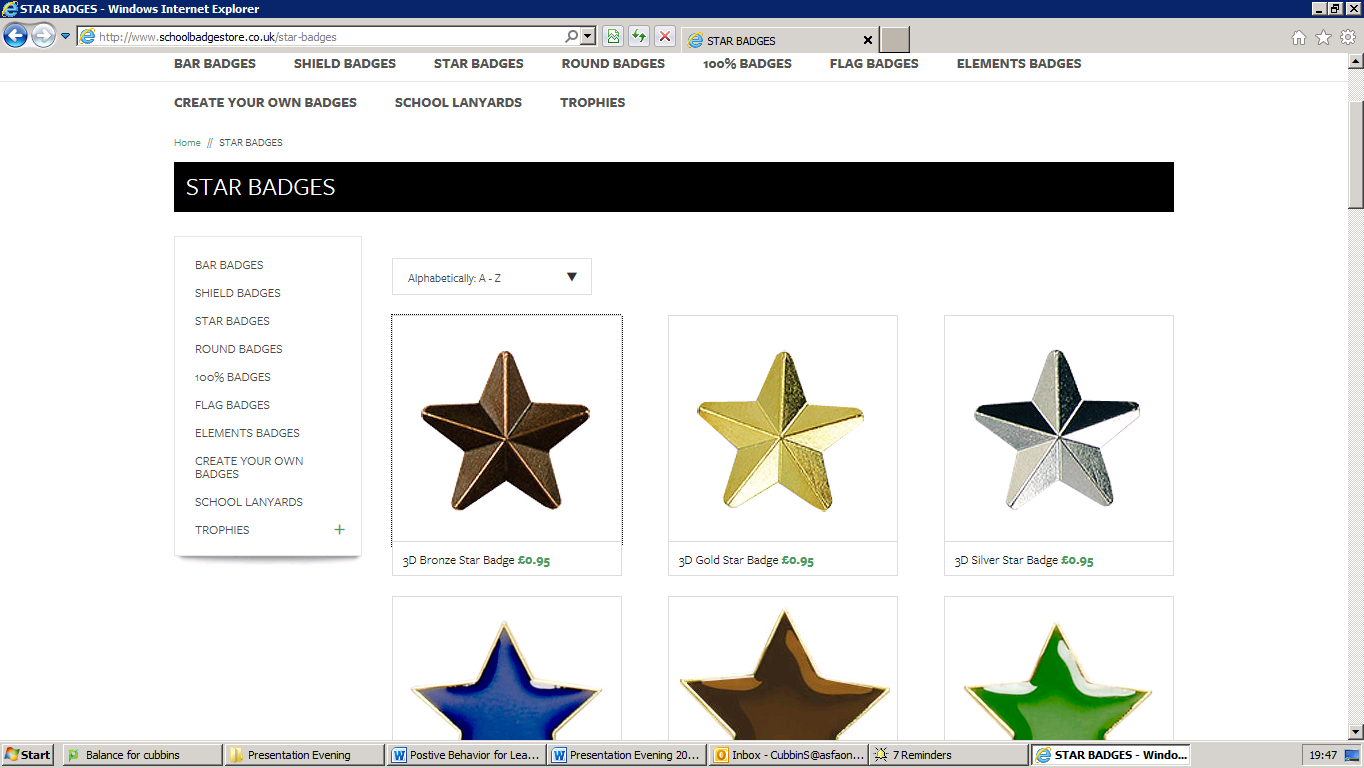 STAR BADGES - Windows Internet Explorer
http://www.schoolbadgestore.co.uk/star-badges
STAR BADGES
BAR BADGES SHIELD BADGES STAR BADGES ROUND BADGES 100% BADGES FLAG BADGES ELEMENTS BADGES
CREATE YOUR OWN BADGES SCHOOL LANYARDS TROPHIES
Home // STAR BADGES
STAR BADGES
BAR BADGES
SHIELD BADGES
STAR BADGES
ROUND BADGES
100% BADGES
FLAG BADGES
ELEMENTS BADGES
CREATE YOUR OWN
BADGES
SCHOOL LANYARDS
TROPHIES +
Alphabetically: A - Z
3D Bronze Star Badge £0.95
3D Gold Star Badge £0.95
3D Silver Star Badge £0.95
Start Balance for cubbins Presentation Evening Postive Behavior for Lea... Presentation Evening 20... Inbox - CubbinS@asfaon... 7 Reminders STAR BADGES - Windo... 19:47